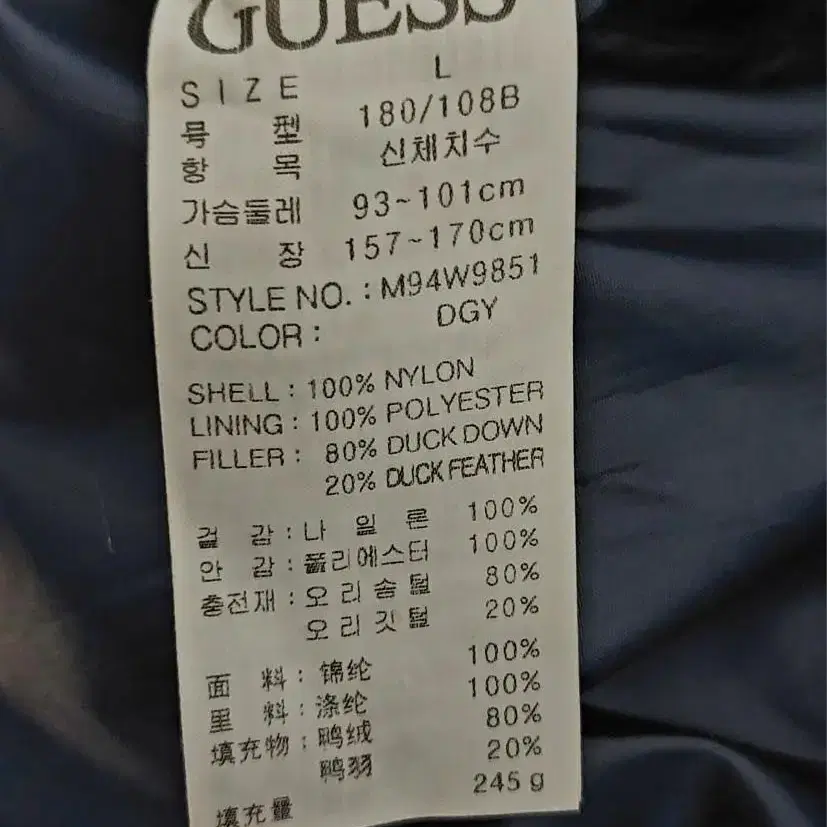 GUESS
SIZE L
180/108B
륵 형
항 목 신체치수
가슴둘레 93~101cm
신 장 157~170cm
STYLE NO. : M94W9851
COLOR : DGY
SHELL : 100% NYLON
LINING : 100% POLYESTER
FILLER : 80% DUCK DOWN
20% DUCK FEATHER
겉 감 : 나 일 론 100%
안 감 : 폴리에스터 100%
충전재 : 오 리 솜 털 80%
오 리 깃 털 20%
面 料 : 锦纶 100%
里 料 : 涤纶 100%
填充物 : 鸭绒 80%
鸭羽 20%
填充量 245 g